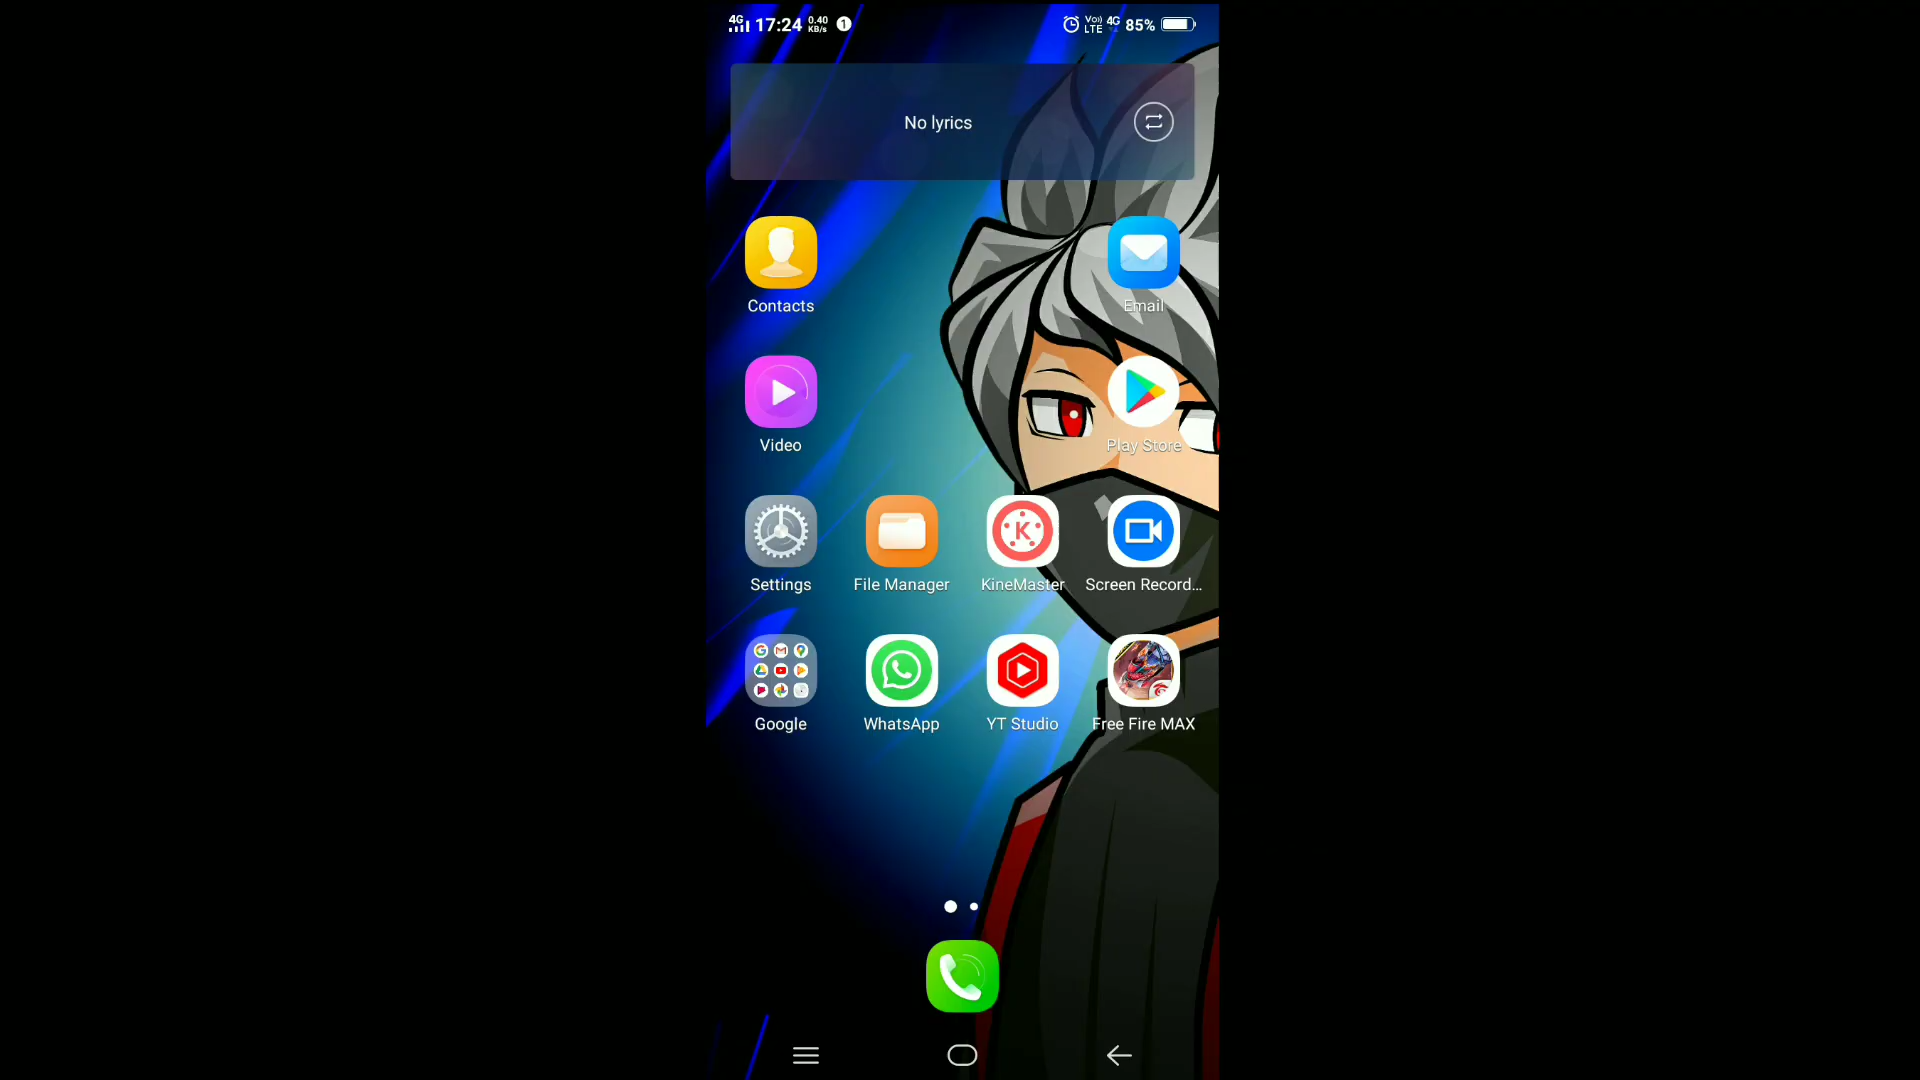 4G 17:24 0.40 KB/s 1
Vo) LTE 4G 85%
No lyrics
Contacts
Email
Video
Play Store
Settings
File Manager
KineMaster
Screen Record...
Google
WhatsApp
YT Studio
Free Fire MAX